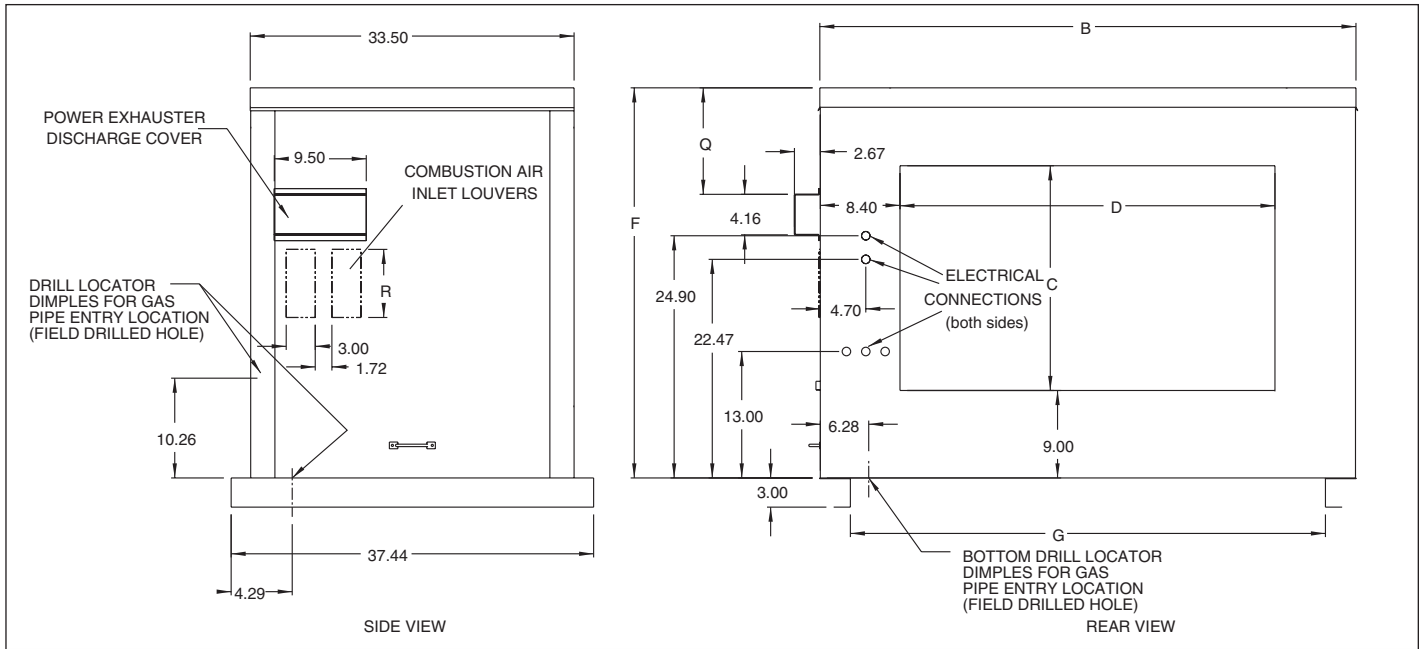 33.50
POWER EXHAUSTER
DISCHARGE COVER
9.50
COMBUSTION AIR
INLET LOUVERS
DRILL LOCATOR
DIMPLES FOR GAS
PIPE ENTRY LOCATION
(FIELD DRILLED HOLE)
R
3.00
1.72
10.26
37.44
4.29
SIDE VIEW
B
Q
2.67
F
4.16
8.40
D
24.90
ELECTRICAL
CONNECTIONS
(both sides)
C
4.70
22.47
13.00
6.28
9.00
3.00
G
BOTTOM DRILL LOCATOR
DIMPLES FOR GAS
PIPE ENTRY LOCATION
(FIELD DRILLED HOLE)
REAR VIEW